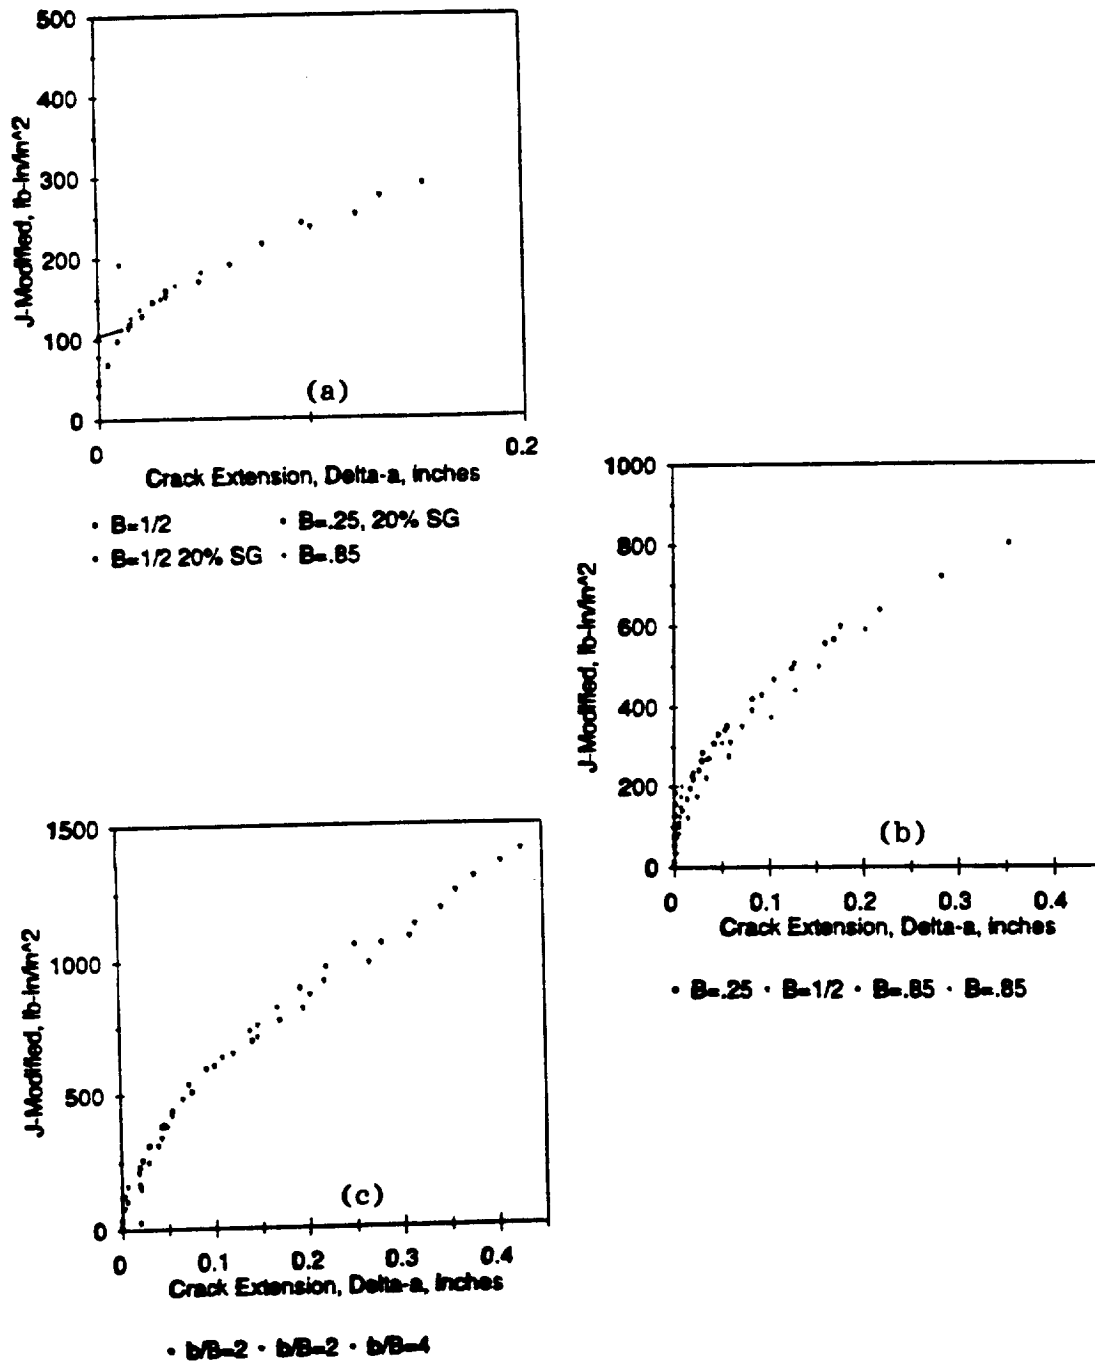 500
400
300
200
100
0
J-Modified, lb-in/in^2
(a)
0 0.2
Crack Extension, Delta-a, inches
B=1/2 B=.25, 20% SG
B=1/2 20% SG B=.85
1000
800
600
400
200
0
J-Modified, lb-in/in^2
(b)
0 0.1 0.2 0.3 0.4
Crack Extension, Delta-a, inches
B=.25 B=1/2 B=.85 B=.85
1500
1000
500
0
J-Modified, lb-in/in^2
(c)
0 0.1 0.2 0.3 0.4
Crack Extension, Delta-a, inches
b/B=2 b/B=2 b/B=4